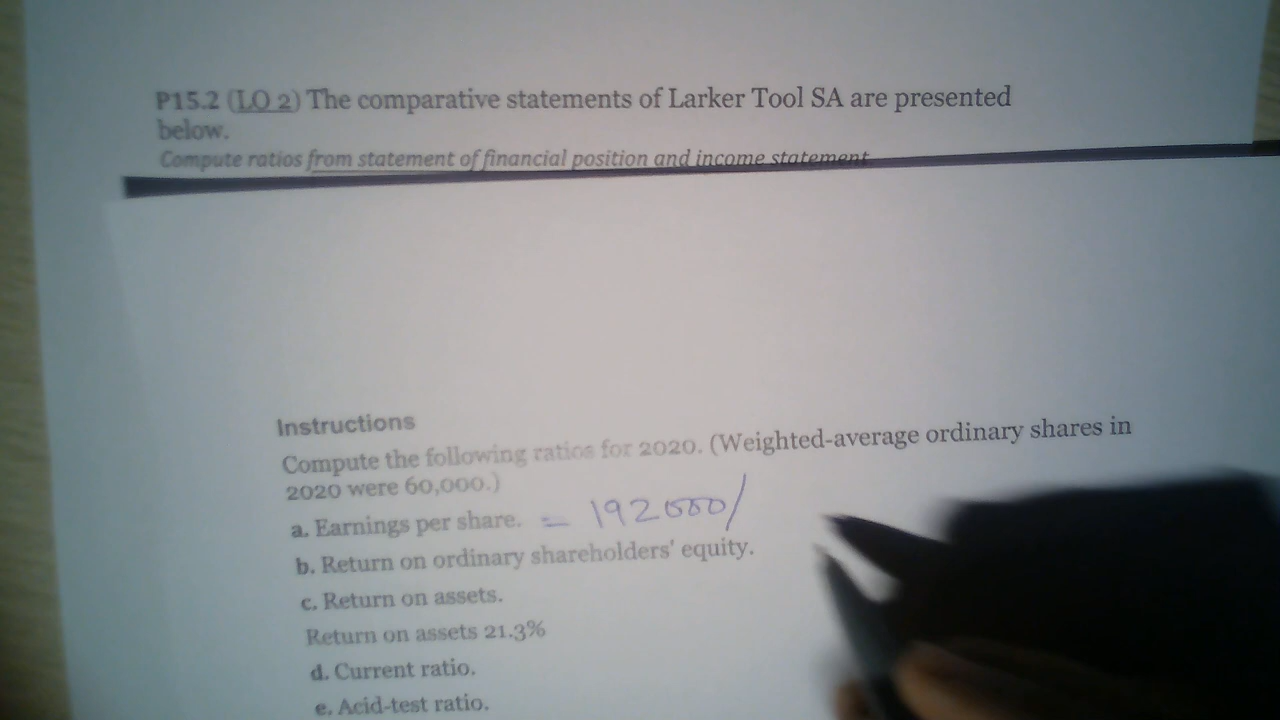 P15.2 (LO 2) The comparative statements of Larker Tool SA are presented
below.
Compute ratios from statement of financial position and income statement
Instructions
Compute the following ratios for 2020. (Weighted-average ordinary shares in
2020 were 60,000.)
a. Earnings per share. = 192000/
b. Return on ordinary shareholders' equity.
c. Return on assets.
Return on assets 21.3%
d. Current ratio.
e. Acid-test ratio.